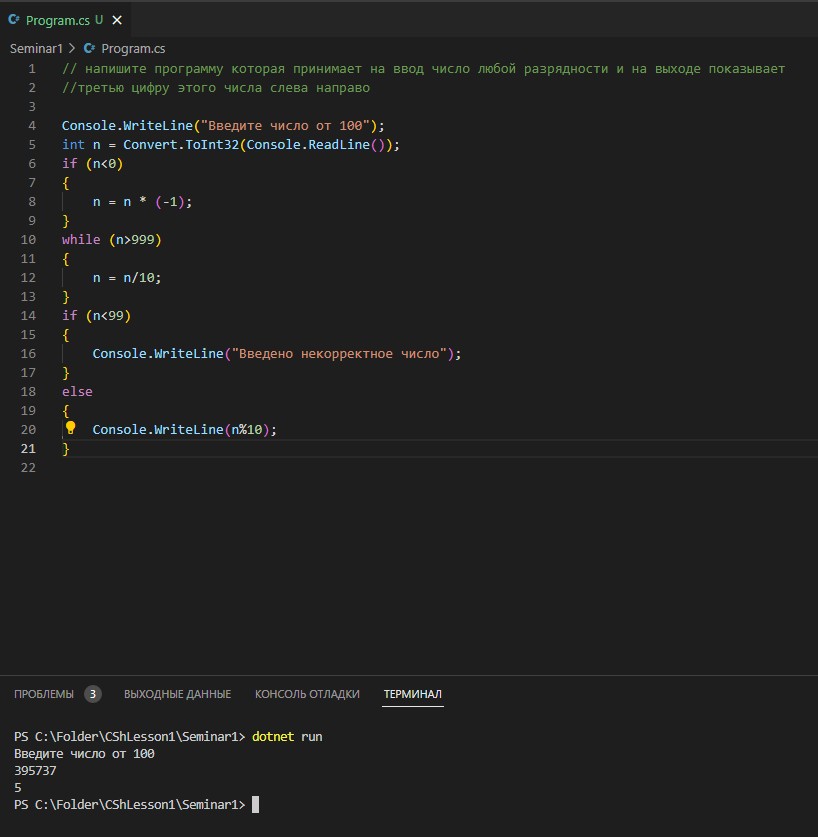 Program.cs U ×
Seminar1 > Program.cs
1 // напишите программу которая принимает на ввод число любой разрядности и на выходе показывает
2 //третью цифру этого числа слева направо
3
4 Console.WriteLine("Введите число от 100");
5 int n = Convert.ToInt32(Console.ReadLine());
6 if (n<0)
7 {
8 n = n * (-1);
9 }
10 while (n>999)
11 {
12 n = n/10;
13 }
14 if (n<99)
15 {
16 Console.WriteLine("Введено некорректное число");
17 }
18 else
19 {
20 Console.WriteLine(n%10);
21 }
22
ПРОБЛЕМЫ 3 ВЫХОДНЫЕ ДАННЫЕ КОНСОЛЬ ОТЛАДКИ ТЕРМИНАЛ
PS C:\Folder\CShLesson1\Seminar1> dotnet run
Введите число от 100
395737
5
PS C:\Folder\CShLesson1\Seminar1>